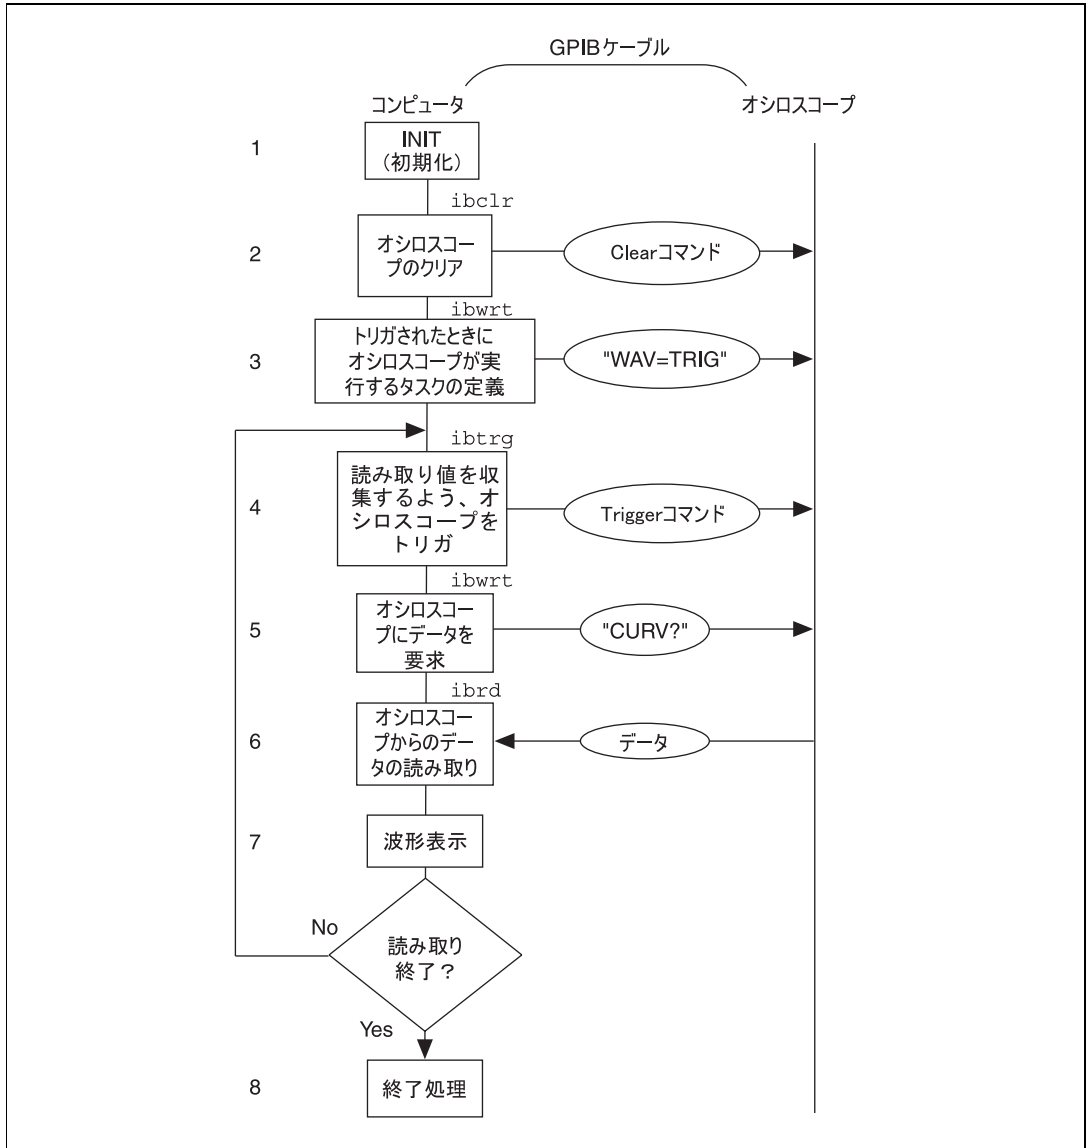 GPIBケーブル
コンピュータ
オシロスコープ
1
INIT
(初期化)
ibclr
2
オシロスコー
プのクリア
Clearコマンド
ibwrt
3
トリガされたときに
オシロスコープが実
行するタスクの定義
"WAV=TRIG"
ibtrg
4
読み取り値を収
集するよう、オ
シロスコープを
トリガ
Triggerコマンド
ibwrt
5
オシロスコー
プにデータを
要求
"CURV?"
ibrd
6
オシロスコー
プからのデー
タの読み取り
データ
7
波形表示
No
読み取り
終了？
Yes
8
終了処理